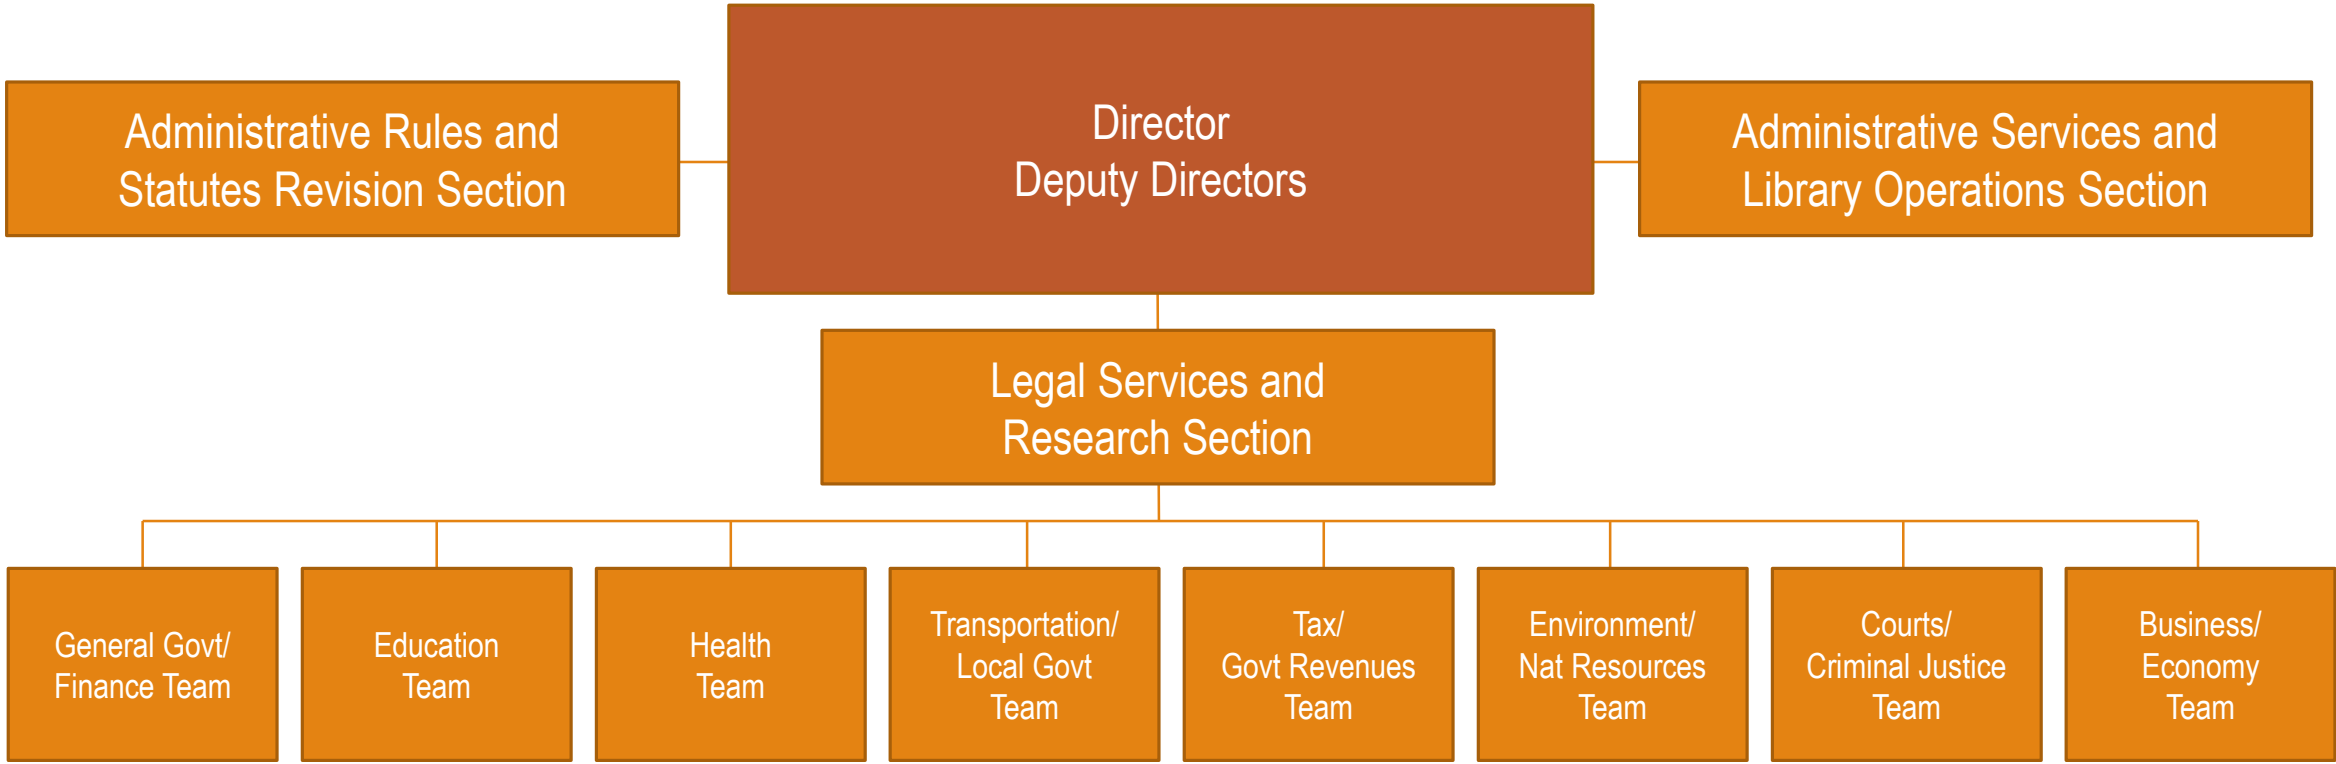 Administrative Rules and
Statutes Revision Section
Director
Deputy Directors
Administrative Services and
Library Operations Section
Legal Services and
Research Section
General Govt/
Finance Team
Education
Team
Health
Team
Transportation/
Local Govt
Team
Tax/
Govt Revenues
Team
Environment/
Nat Resources
Team
Courts/
Criminal Justice
Team
Business/
Economy
Team